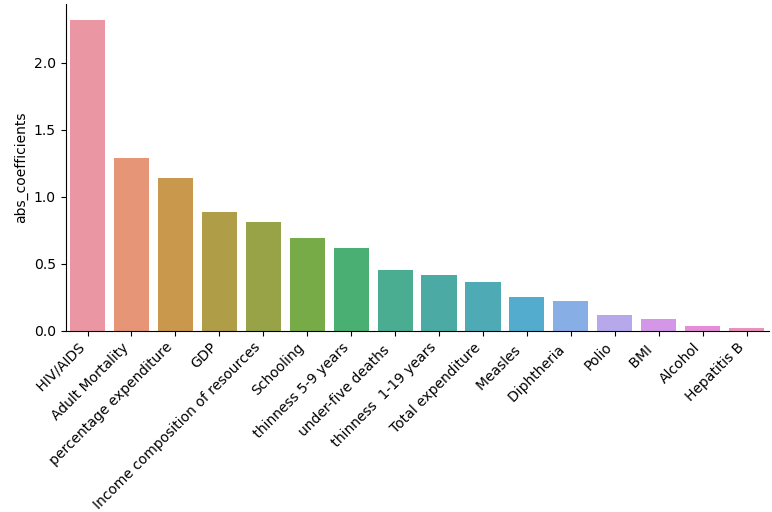 abs_coefficients
2.0
1.5
1.0
0.5
0.0
HIV/AIDS
Adult Mortality
percentage expenditure
GDP
Income composition of resources
Schooling
thinness 5-9 years
under-five deaths
thinness  1-19 years
Total expenditure
Measles
Diphtheria
Polio
BMI
Alcohol
Hepatitis B